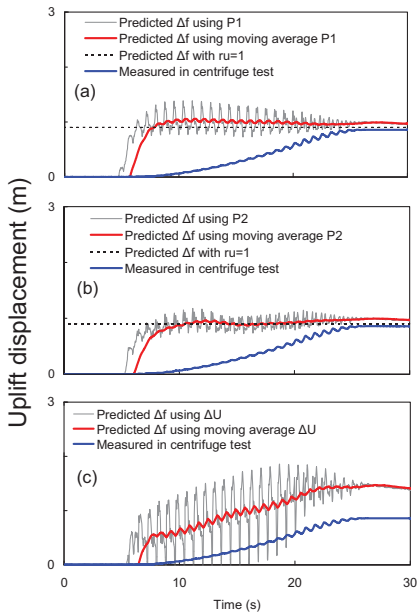 Uplift displacement (m)
3
Predicted Δf using P1
Predicted Δf using moving average P1
Predicted Δf with ru=1
Measured in centrifuge test
(a)
0
3
Predicted Δf using P2
Predicted Δf using moving average P2
Predicted Δf with ru=1
Measured in centrifuge test
(b)
0
3
Predicted Δf using ΔU
Predicted Δf using moving average ΔU
Measured in centrifuge test
(c)
0
0 10 20 30
Time (s)